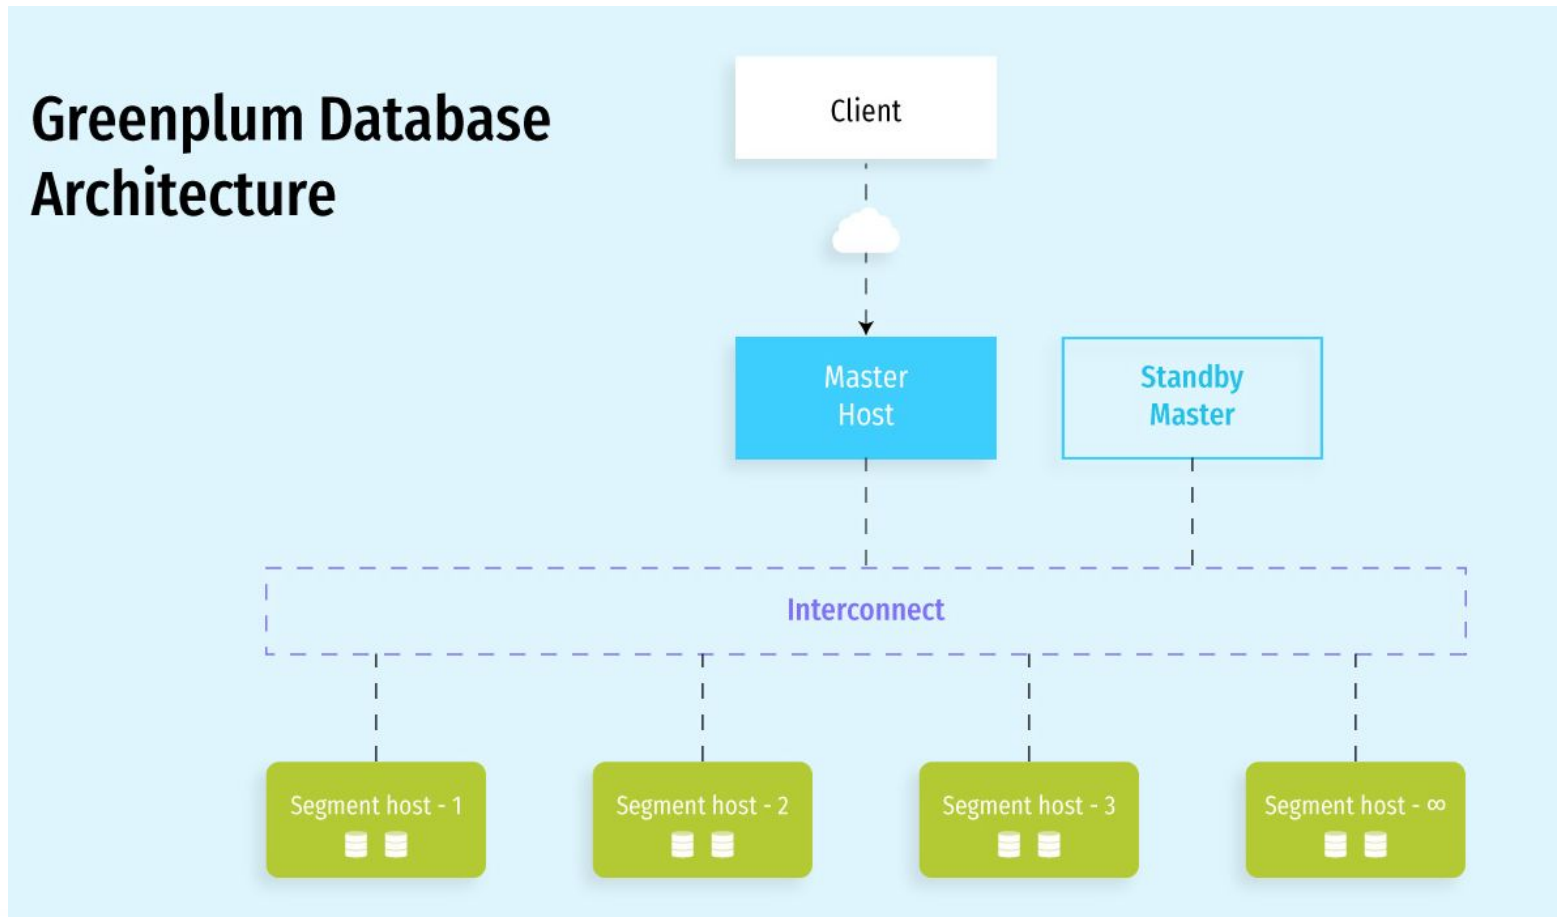 Greenplum Database
Architecture
Client
Master
Host
Standby
Master
Interconnect
Segment host - 1
Segment host - 2
Segment host - 3
Segment host - ∞